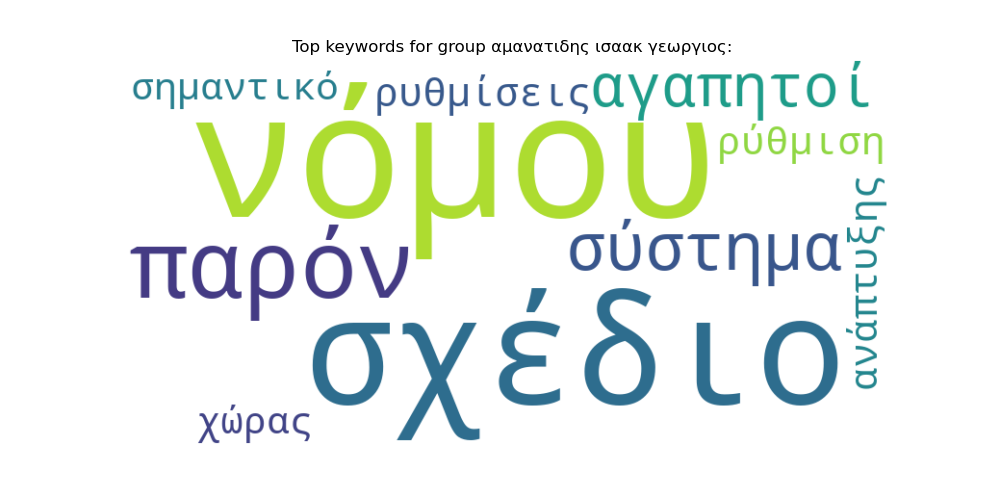 Top keywords for group αμανατιδης ισαακ γεωργιος:
σημαντικό ρυθμίσεις αγαπητοί
νόμου ρύθμιση
παρόν σύστημα ανάπτυξης
σχέδιο
χώρας